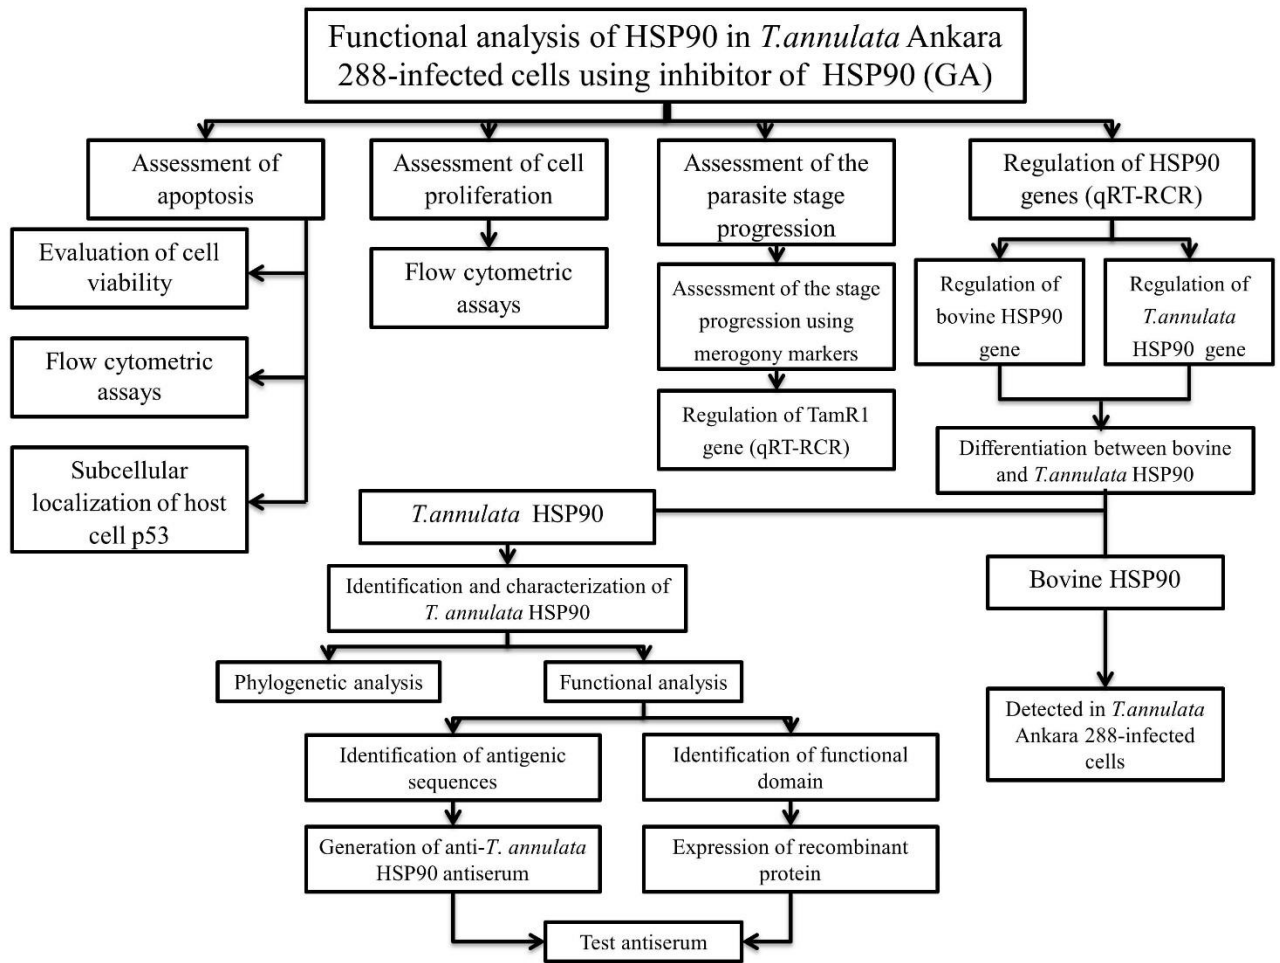 Functional analysis of HSP90 in T.annulata Ankara
288-infected cells using inhibitor of HSP90 (GA)
Assessment of
apoptosis
Evaluation of cell
viability
Flow cytometric
assays
Subcellular
localization of host
cell p53
Assessment of cell
proliferation
Flow cytometric
assays
Assessment of the
parasite stage
progression
Assessment of the stage
progression using
merogony markers
Regulation of TamR1
gene (qRT-RCR)
Regulation of HSP90
genes (qRT-RCR)
Regulation of
bovine HSP90
gene
Regulation of
T.annulata
HSP90 gene
Differentiation between bovine
and T.annulata HSP90
T.annulata HSP90
Identification and characterization of
T. annulata HSP90
Phylogenetic analysis
Functional analysis
Identification of antigenic
sequences
Generation of anti-T. annulata
HSP90 antiserum
Identification of functional
domain
Expression of recombinant
protein
Test antiserum
Bovine HSP90
Detected in T.annulata
Ankara 288-infected
cells